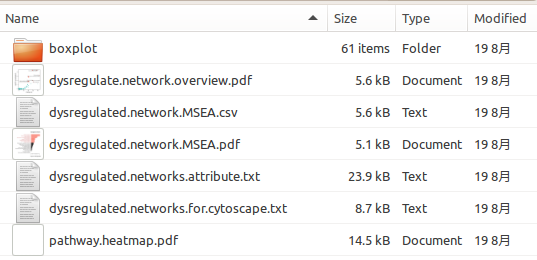 Name Size Type Modified
boxplot 61 items Folder 19 8月
dysregulate.network.overview.pdf 5.6 kB Document 19 8月
dysregulated.network.MSEA.csv 5.6 kB Text 19 8月
dysregulated.network.MSEA.pdf 5.1 kB Document 19 8月
dysregulated.networks.attribute.txt 23.9 kB Text 19 8月
dysregulated.networks.for.cytoscape.txt 8.7 kB Text 19 8月
pathway.heatmap.pdf 14.5 kB Document 19 8月